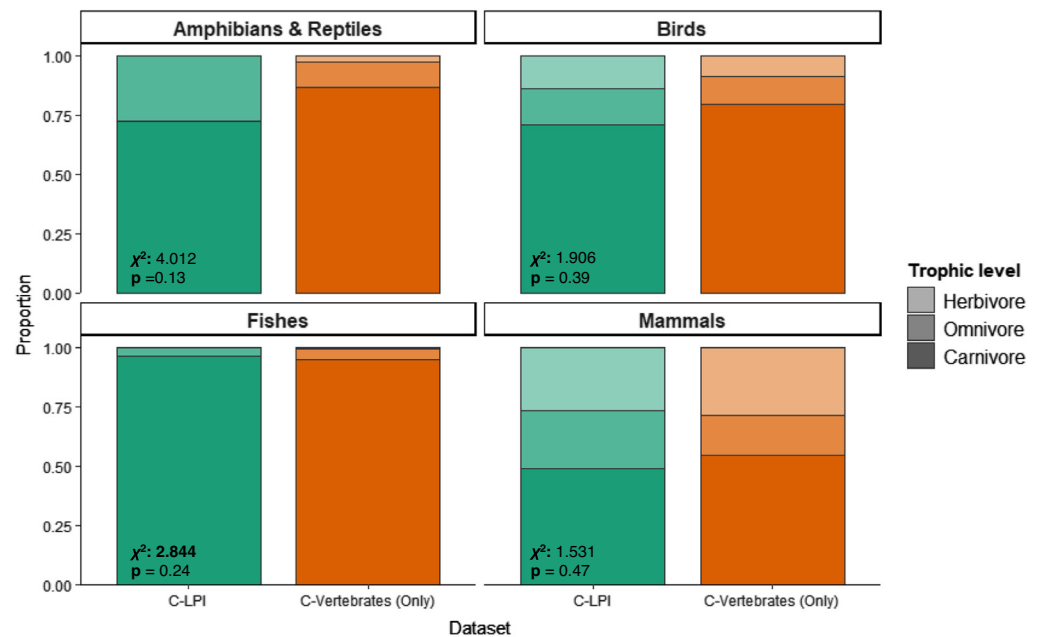 Amphibians & Reptiles
Birds
1.00
0.75
0.50
0.25
0.00
χ²: 4.012
p =0.13
χ²: 1.906
p = 0.39
Proportion
Fishes
Mammals
1.00
0.75
0.50
0.25
0.00
χ²: 2.844
p = 0.24
χ²: 1.531
p = 0.47
C-LPI
C-Vertebrates (Only)
C-LPI
C-Vertebrates (Only)
Dataset
Trophic level
Herbivore
Omnivore
Carnivore